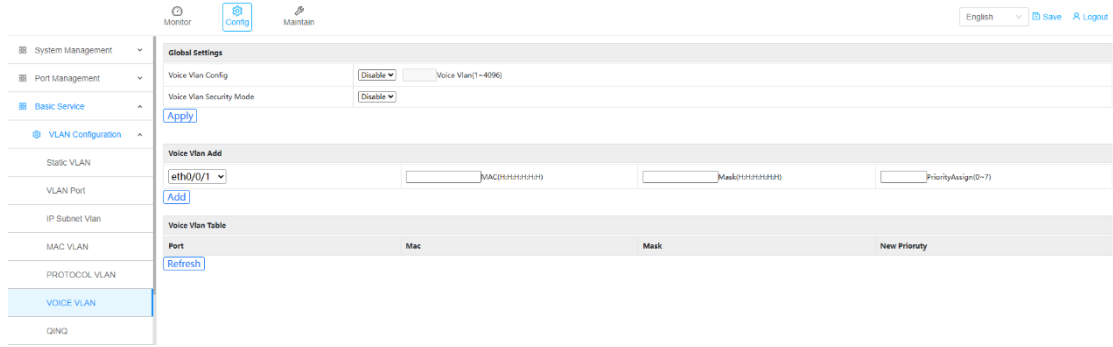 Monitor
Config
Maintain
English
Save
Logout
System Management
Port Management
Basic Service
VLAN Configuration
Static VLAN
VLAN Port
IP Subnet Vlan
MAC VLAN
PROTOCOL VLAN
VOICE VLAN
QINQ
Global Settings
Voice Vlan Config Disable Voice Vlan(1~4096)
Voice Vlan Security Mode Disable
Apply
Voice Vlan Add
eth0/0/1 MAC(H:H:H:H:H:H) Mask(H:H:H:H:H:H) PriorityAssign(0~7)
Add
Voice Vlan Table
Port Mac Mask New Prioruty
Refresh